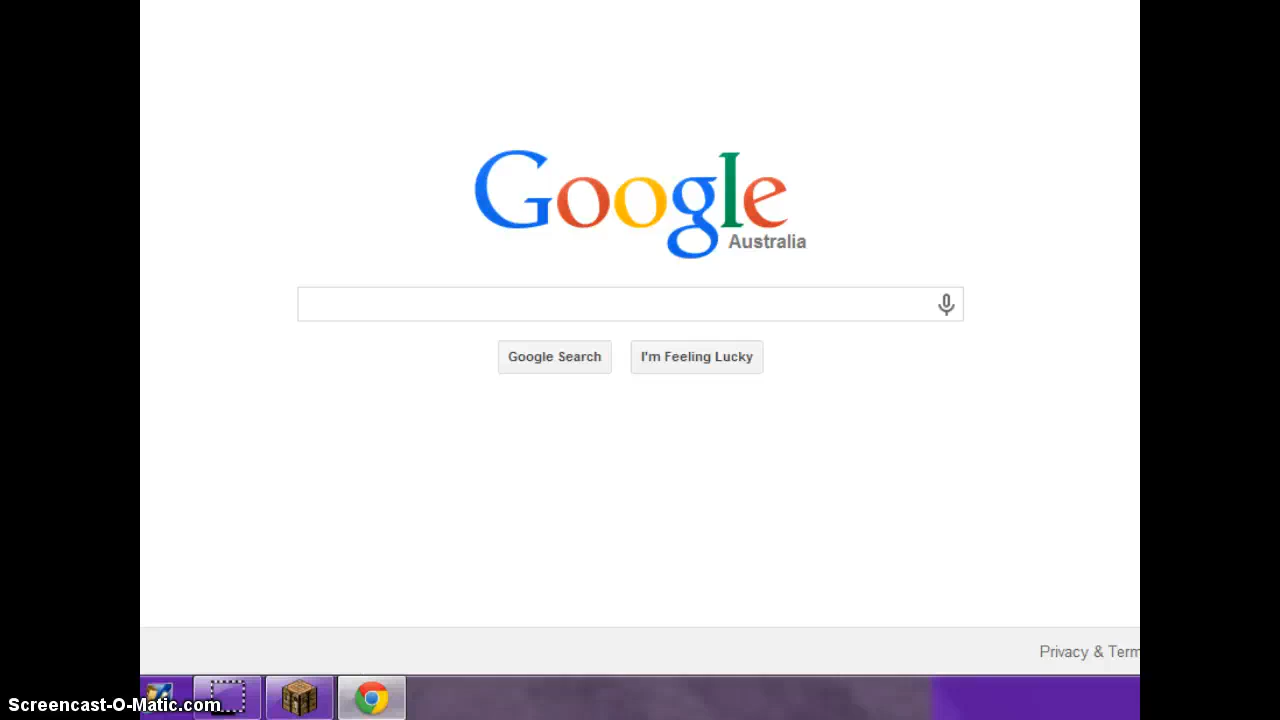 Google
Australia
Google Search
I'm Feeling Lucky
Privacy & Term
Screencast-O-Matic.com